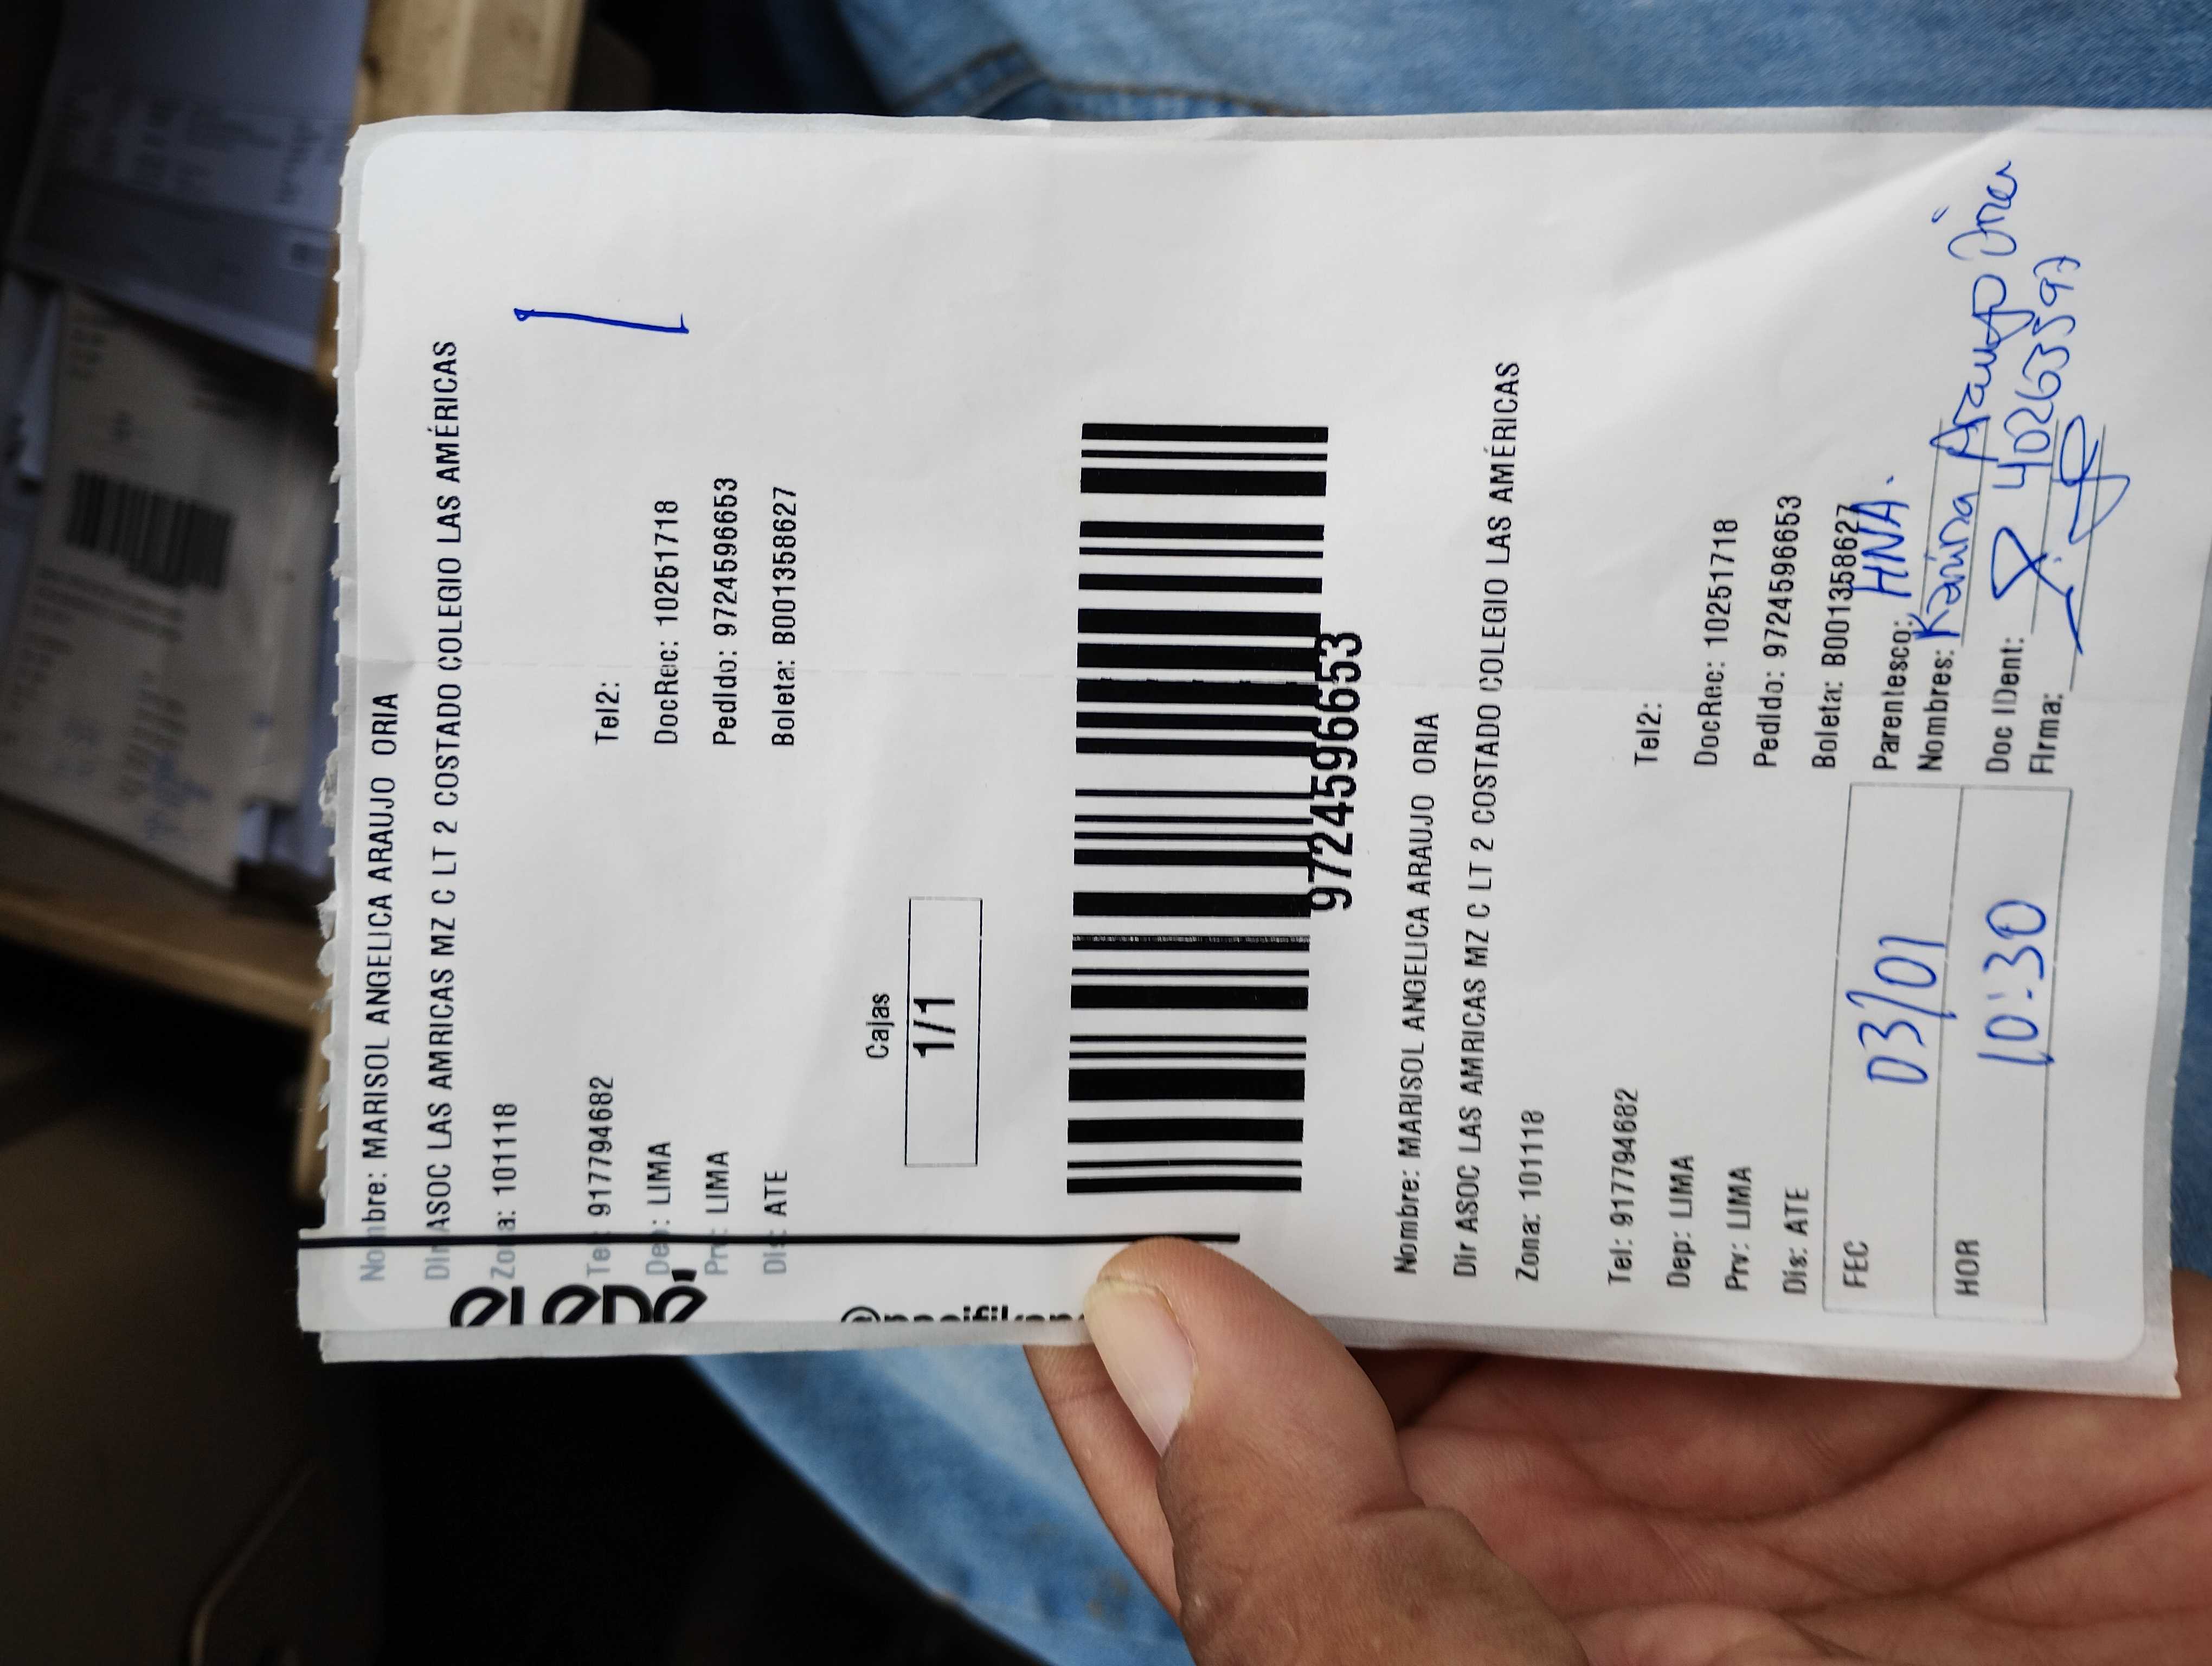 Nombre: MARISOL ANGELICA ARAUJO ORIA
Dir ASOC LAS AMRICAS MZ C LT 2 COSTADO COLEGIO LAS AMÉRICAS
Zona: 101118
Tel: 917794682 Tel2:
Dep: LIMA DocRec: 10251718
Prv: LIMA Pedido: 9724596653
Dis: ATE Boleta: B001358627
Cajas
1/1
9724596653
Nombre: MARISOL ANGELICA ARAUJO ORIA
Dir ASOC LAS AMRICAS MZ C LT 2 COSTADO COLEGIO LAS AMÉRICAS
Zona: 101118
Tel: 917794682 Tel2:
Dep: LIMA DocRec: 10251718
Prv: LIMA Pedido: 9724596653
Dis: ATE Boleta: B001358627
FEC 03/01 Parentesco: HNA.
Nombres: Karina Araujo Oria
HOR 10:30 Doc IDent: 40263597
Firma: